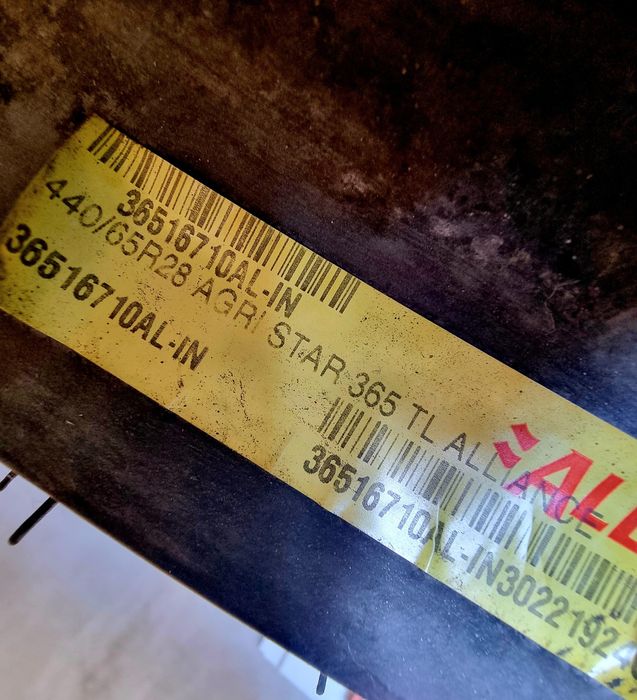 36516710AL-IN
440/65R28 AGRI STAR 365 TL ALLIANCE
36516710AL-IN
ALL
36516710AL-IN3022192